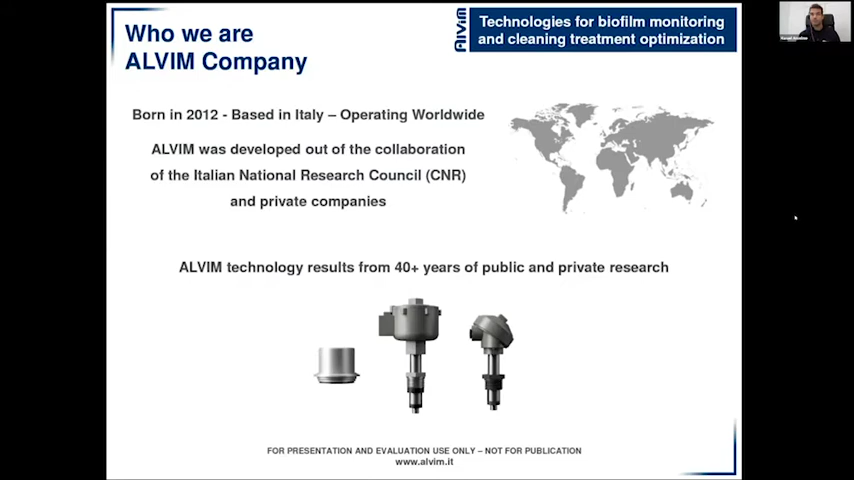 Who we are
ALVIM Company
ALVIM
Technologies for biofilm monitoring
and cleaning treatment optimization
Born in 2012 - Based in Italy – Operating Worldwide
ALVIM was developed out of the collaboration
of the Italian National Research Council (CNR)
and private companies
ALVIM technology results from 40+ years of public and private research
FOR PRESENTATION AND EVALUATION USE ONLY – NOT FOR PUBLICATION
www.alvim.it